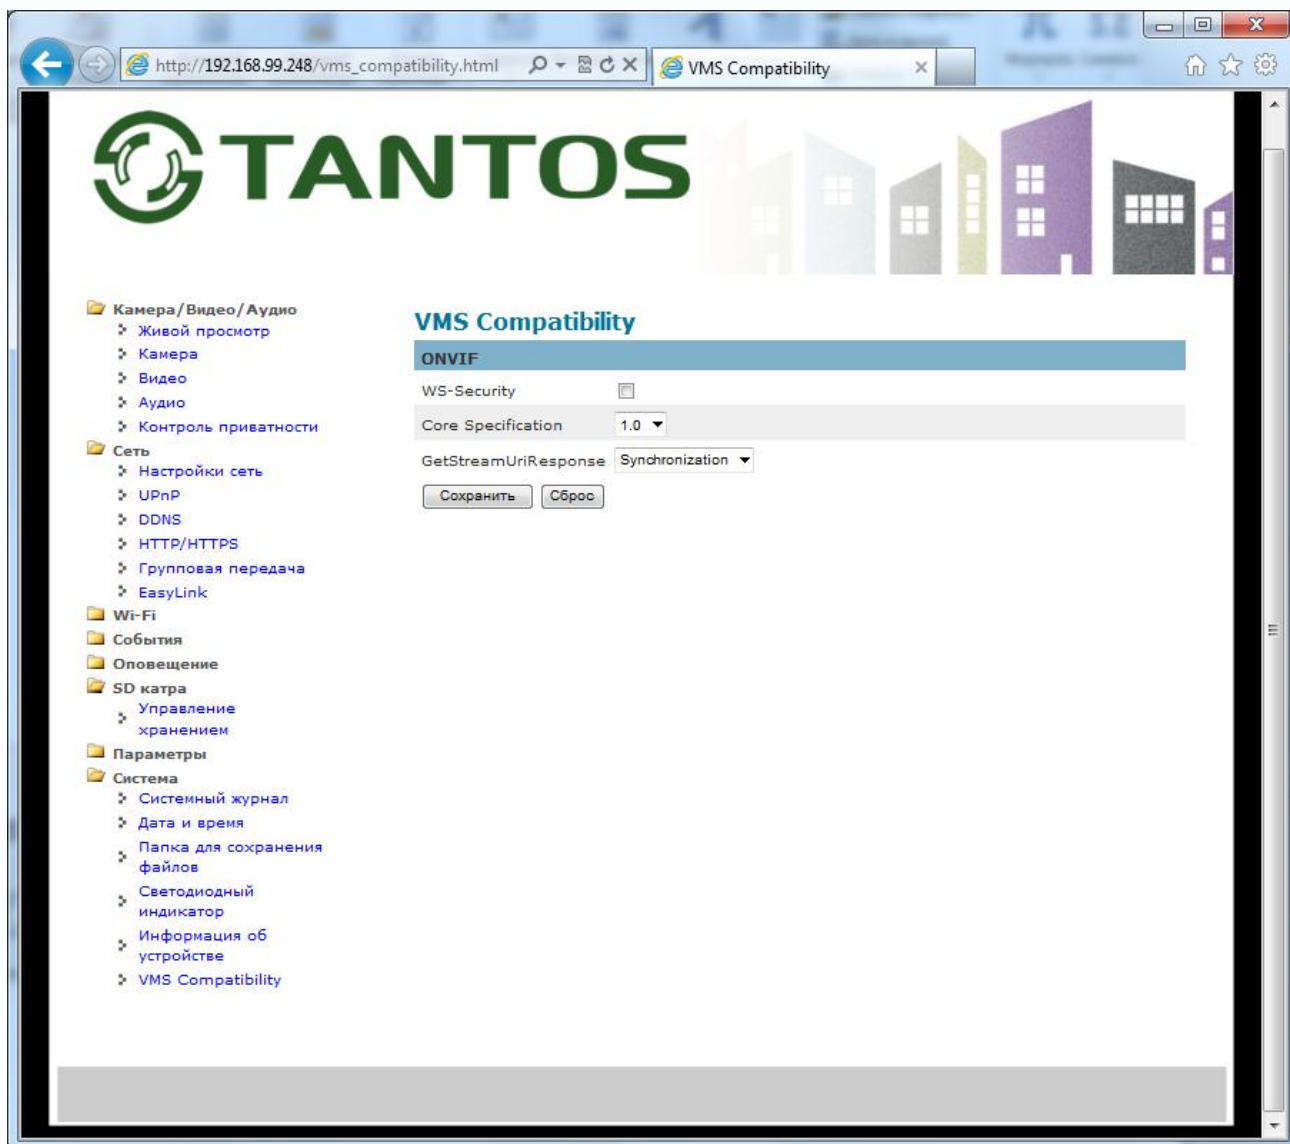 http://192.168.99.248/vms_compatibility.html
VMS Compatibility
TANTOS
Камера/Видео/Аудио
Живой просмотр
Камера
Видео
Аудио
Контроль приватности
Сеть
Настройки сеть
UPnP
DDNS
HTTP/HTTPS
Групповая передача
EasyLink
Wi-Fi
События
Оповещение
SD катра
Управление
хранением
Параметры
Система
Системный журнал
Дата и время
Папка для сохранения
файлов
Светодиодный
индикатор
Информация об
устройстве
VMS Compatibility
VMS Compatibility
ONVIF
WS-Security
Core Specification 1.0
GetStreamUriResponse Synchronization
Сохранить Сброс